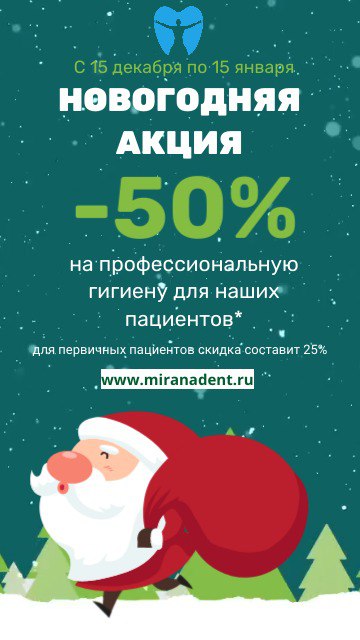 С 15 декабря по 15 января
НОВОГОДНЯЯ
АКЦИЯ
-50%
на профессиональную
гигиену для наших
пациентов*
для первичных пациентов скидка составит 25%
www.miranadent.ru